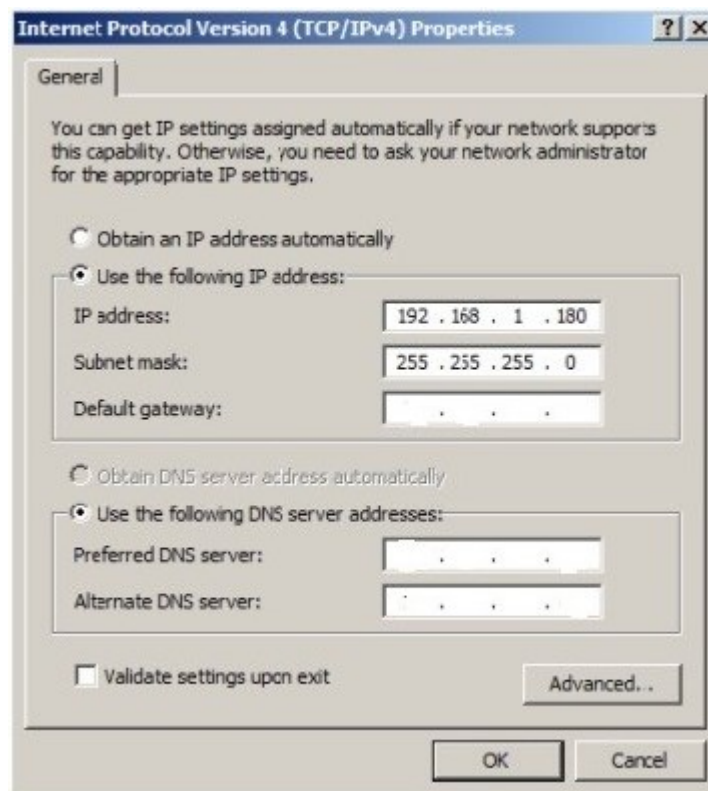 Internet Protocol Version 4 (TCP/IPv4) Properties
General
You can get IP settings assigned automatically if your network supports
this capability. Otherwise, you need to ask your network administrator
for the appropriate IP settings.
Obtain an IP address automatically
Use the following IP address:
IP address: 192 . 168 . 1 . 180
Subnet mask: 255 . 255 . 255 . 0
Default gateway: . . .
Obtain DNS server address automatically
Use the following DNS server addresses:
Preferred DNS server: . . .
Alternate DNS server: . . .
Validate settings upon exit
Advanced...
OK Cancel